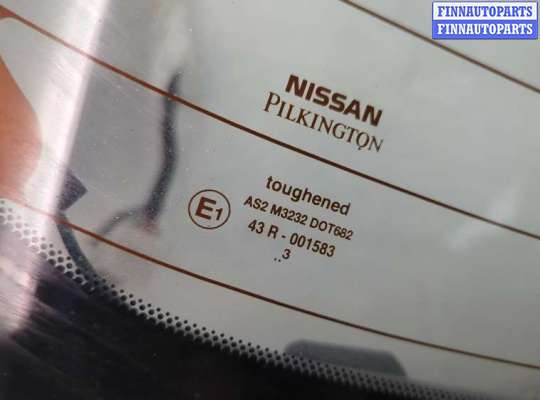 FINNAUTOPARTS
FINNAUTOPARTS
NISSAN
PILKINGTON
toughened
E1
AS2 M3232 DOT682
43 R - 001583
..3